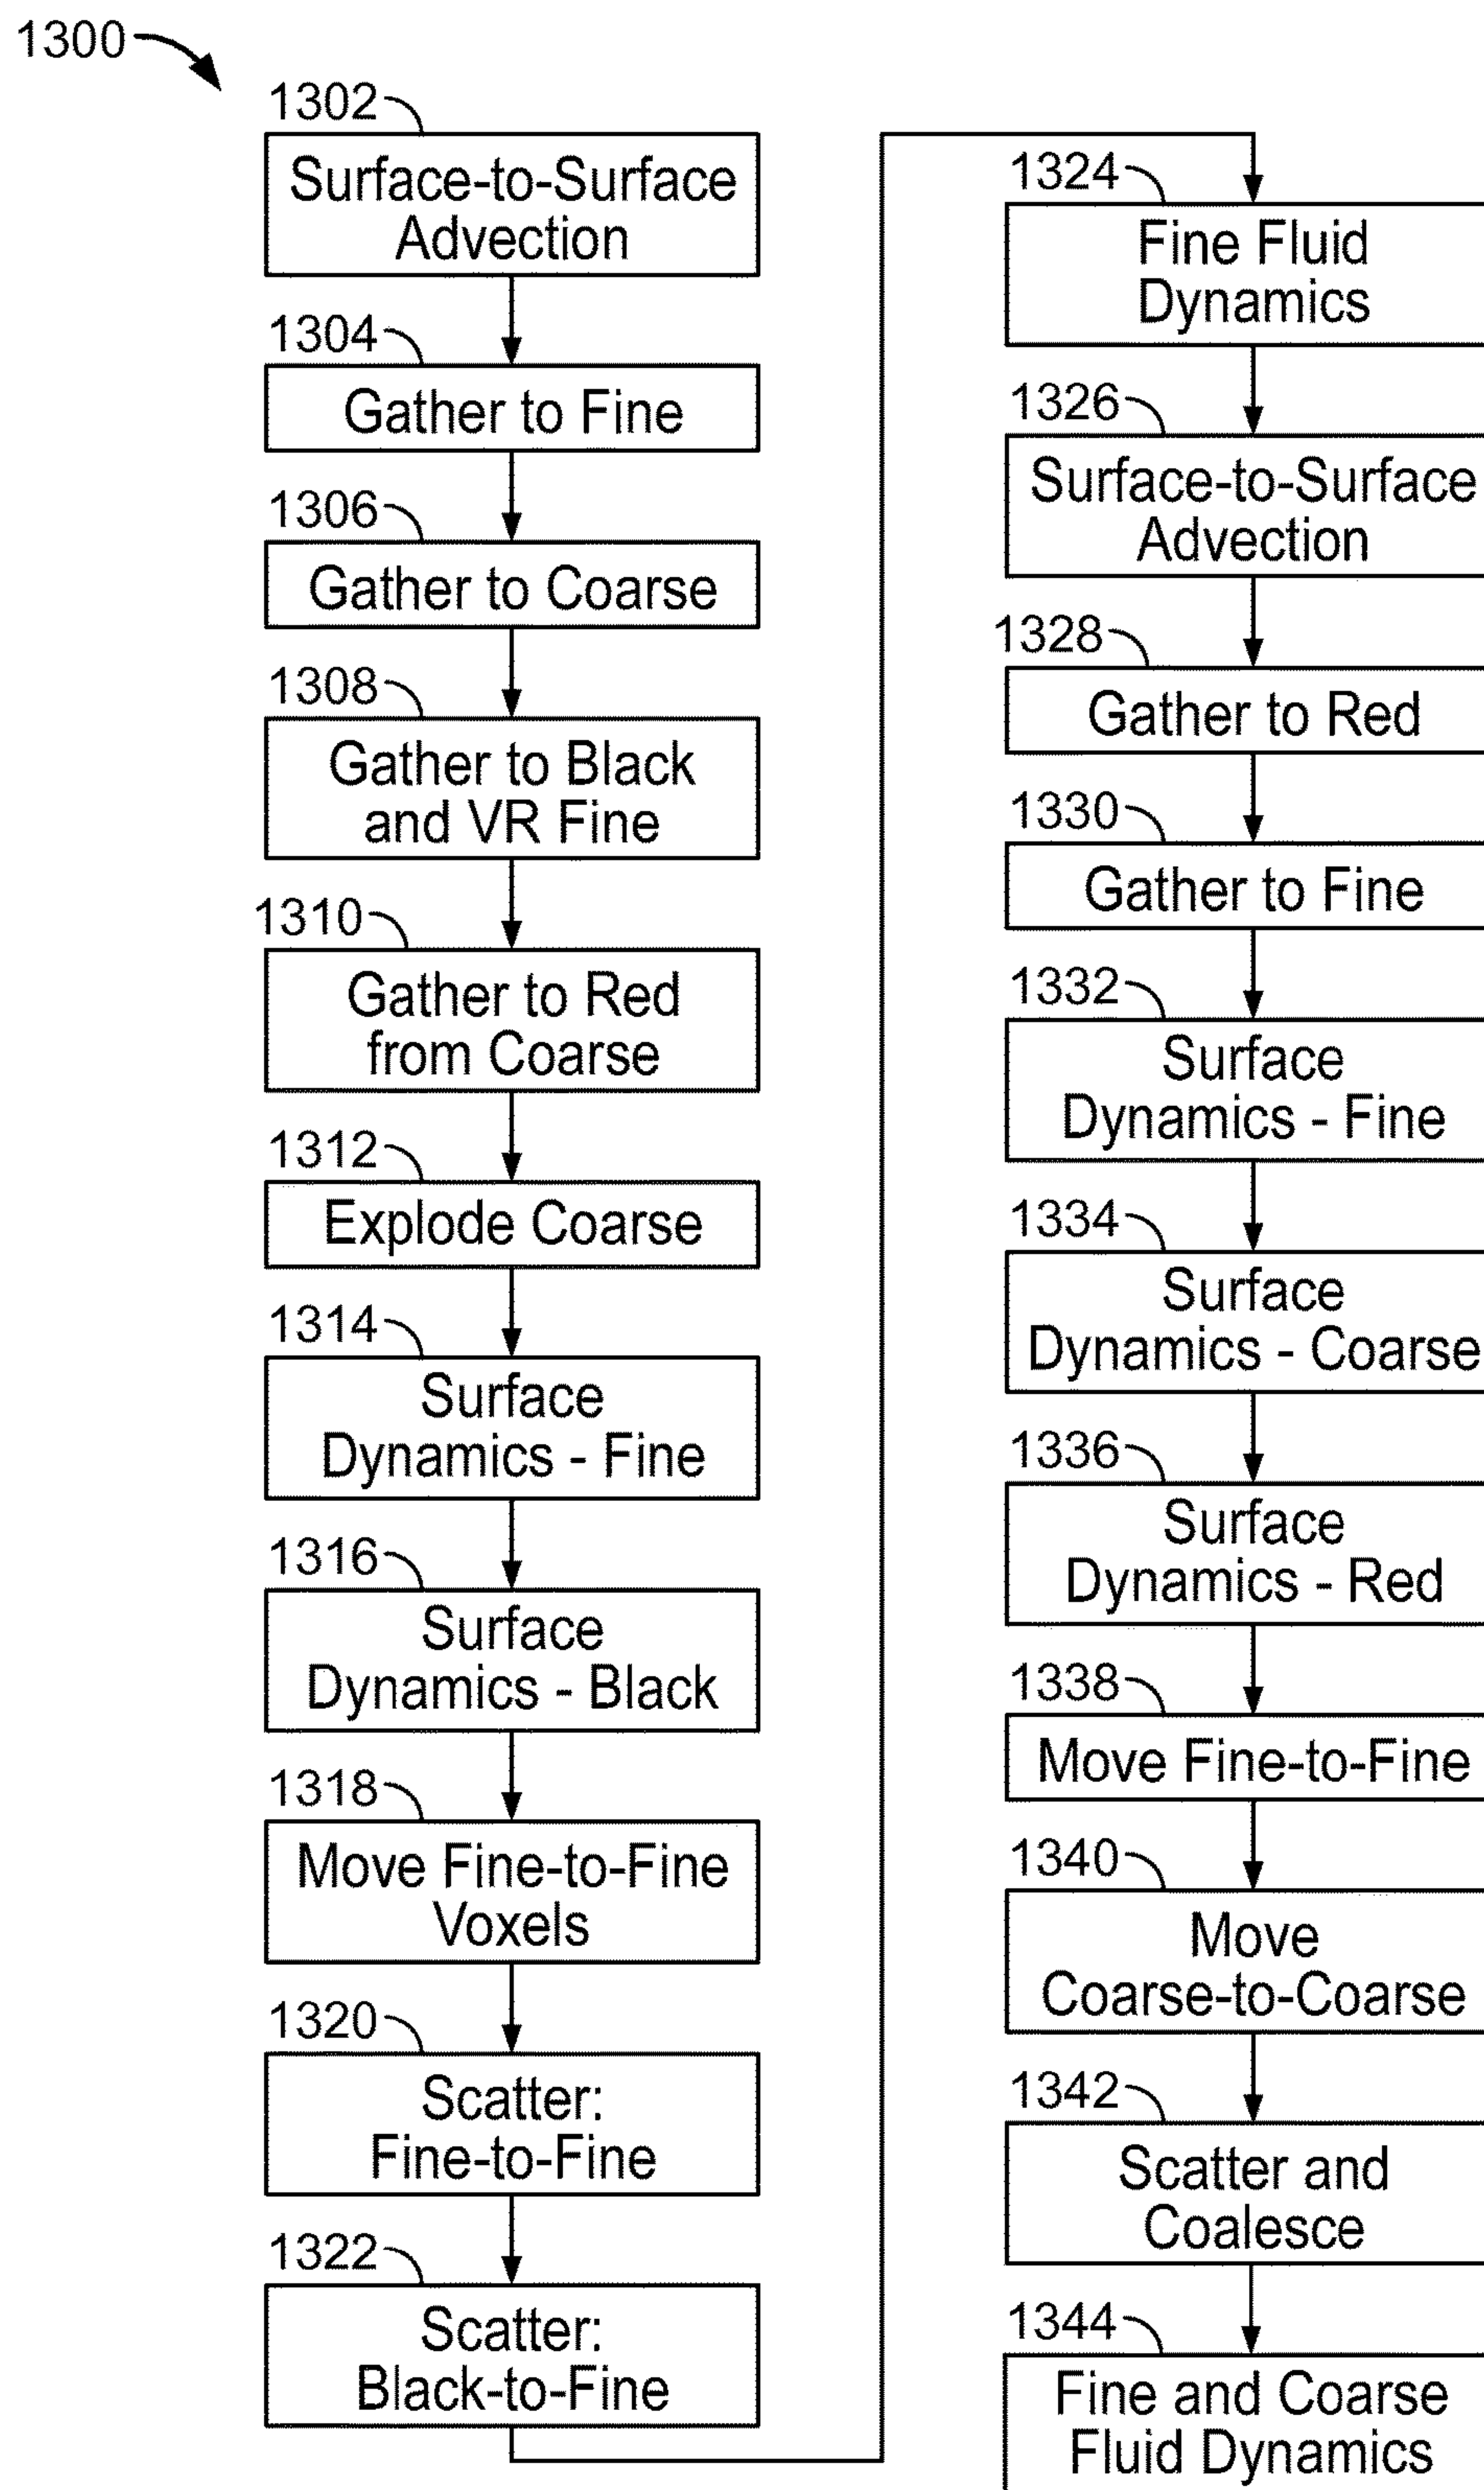 1300
1302
Surface-to-Surface
Advection
1304
Gather to Fine
1306
Gather to Coarse
1308
Gather to Black
and VR Fine
1310
Gather to Red
from Coarse
1312
Explode Coarse
1314
Surface
Dynamics - Fine
1316
Surface
Dynamics - Black
1318
Move Fine-to-Fine
Voxels
1320
Scatter:
Fine-to-Fine
1322
Scatter:
Black-to-Fine
1324
Fine Fluid
Dynamics
1326
Surface-to-Surface
Advection
1328
Gather to Red
1330
Gather to Fine
1332
Surface
Dynamics - Fine
1334
Surface
Dynamics - Coarse
1336
Surface
Dynamics - Red
1338
Move Fine-to-Fine
1340
Move
Coarse-to-Coarse
1342
Scatter and
Coalesce
1344
Fine and Coarse
Fluid Dynamics